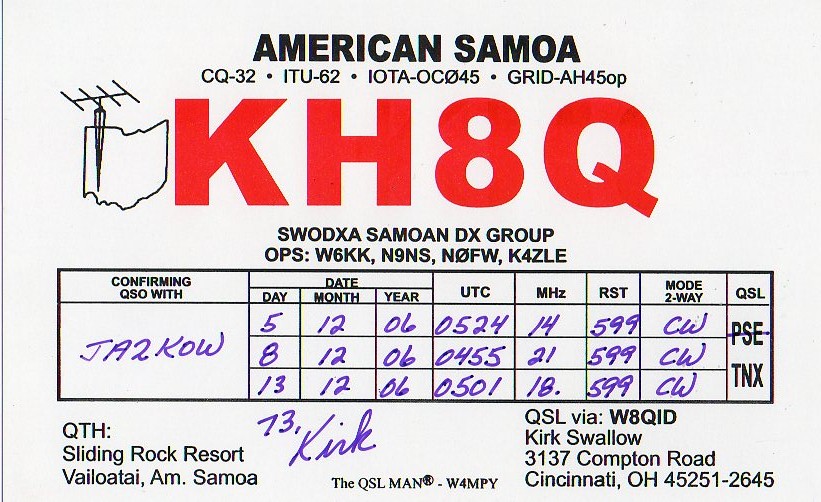 AMERICAN SAMOA
CQ-32 • ITU-62 • IOTA-OCØ45 • GRID-AH45op
KH8Q
SWODXA SAMOAN DX GROUP
OPS: W6KK, N9NS, NØFW, K4ZLE
CONFIRMING QSO WITH DATE DAY MONTH YEAR UTC MHz RST MODE 2-WAY QSL
JA2KOW
5 12 06 0524 14 599 CW PSE
8 12 06 0455 21 599 CW
13 12 06 0501 18. 599 CW TNX
73, Kirk
QTH:
Sliding Rock Resort
Vailoatai, Am. Samoa
The QSL MAN® - W4MPY
QSL via: W8QID
Kirk Swallow
3137 Compton Road
Cincinnati, OH 45251-2645